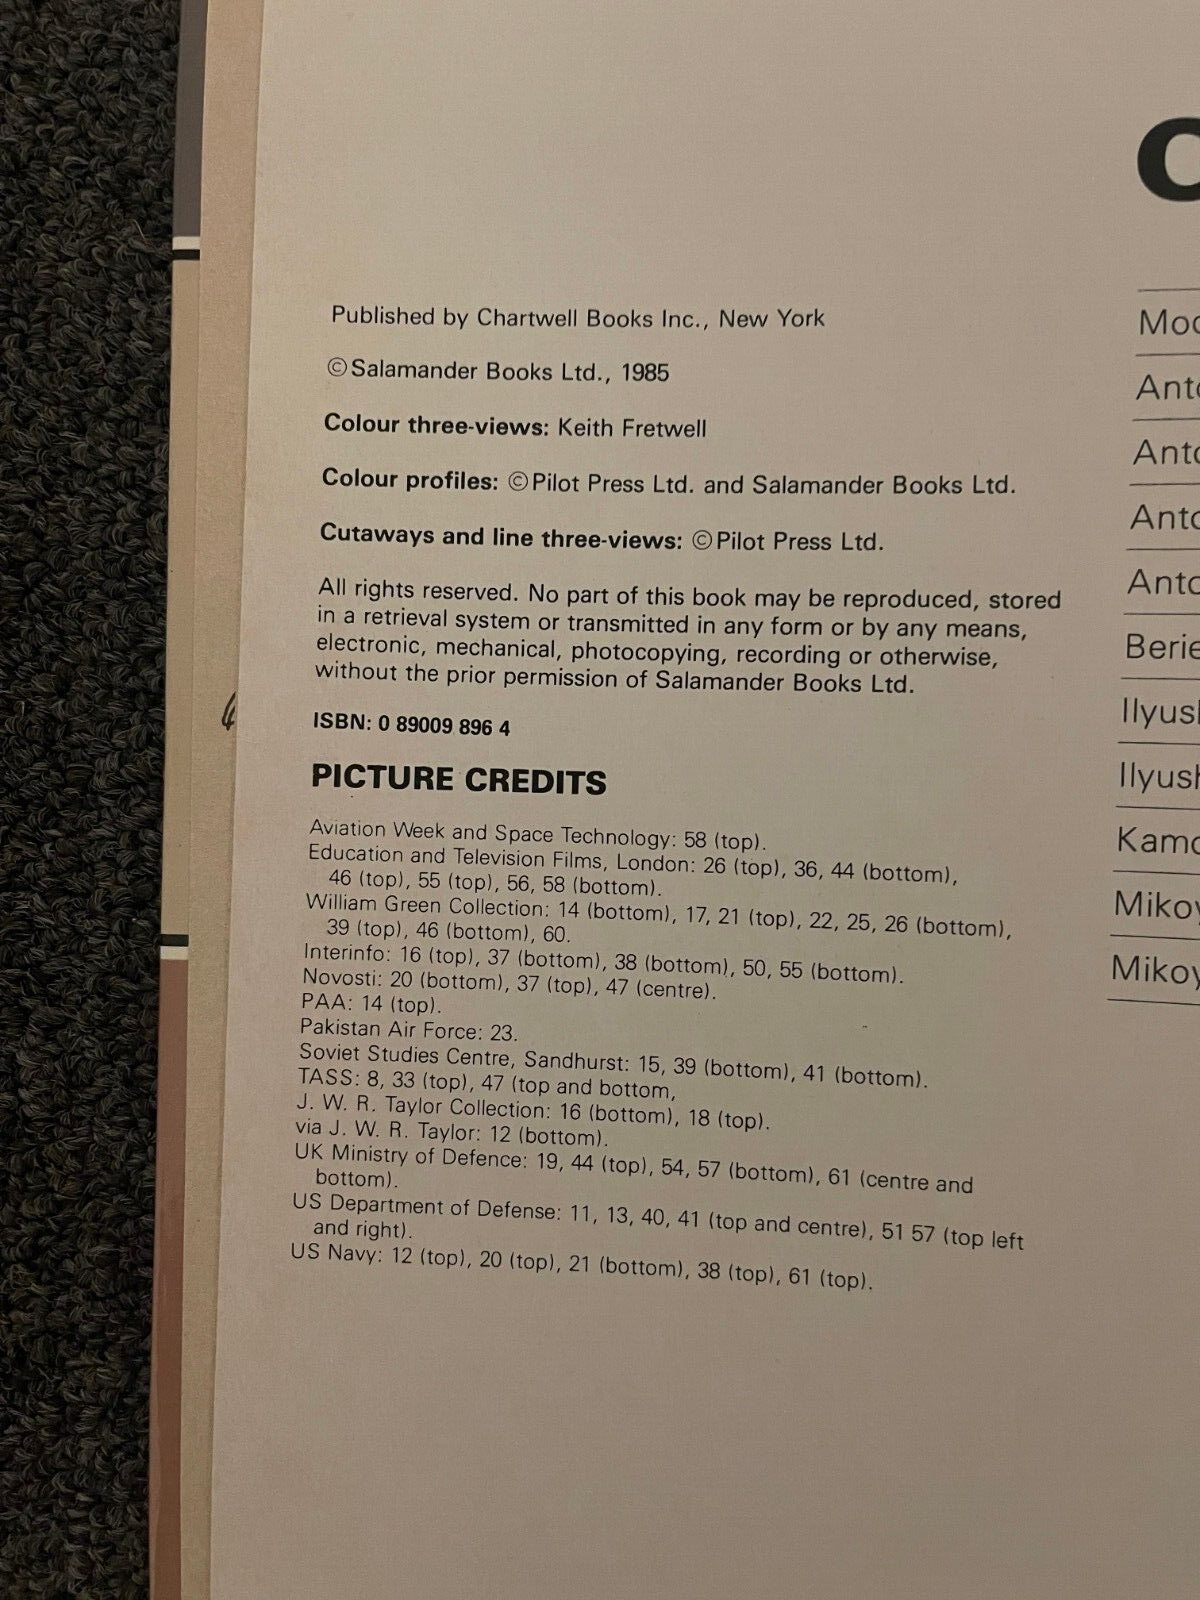 Published by Chartwell Books Inc., New York
©Salamander Books Ltd., 1985
Colour three-views: Keith Fretwell
Colour profiles: ©Pilot Press Ltd. and Salamander Books Ltd.
Cutaways and line three-views: ©Pilot Press Ltd.
All rights reserved. No part of this book may be reproduced, stored
in a retrieval system or transmitted in any form or by any means,
electronic, mechanical, photocopying, recording or otherwise,
without the prior permission of Salamander Books Ltd.
ISBN: 0 89009 896 4
PICTURE CREDITS
Aviation Week and Space Technology: 58 (top).
Education and Television Films, London: 26 (top), 36, 44 (bottom),
46 (top), 55 (top), 56, 58 (bottom).
William Green Collection: 14 (bottom), 17, 21 (top), 22, 25, 26 (bottom),
39 (top), 46 (bottom), 60.
Interinfo: 16 (top), 37 (bottom), 38 (bottom), 50, 55 (bottom).
Novosti: 20 (bottom), 37 (top), 47 (centre).
PAA: 14 (top).
Pakistan Air Force: 23.
Soviet Studies Centre, Sandhurst: 15, 39 (bottom), 41 (bottom).
TASS: 8, 33 (top), 47 (top and bottom,
J. W. R. Taylor Collection: 16 (bottom), 18 (top).
via J. W. R. Taylor: 12 (bottom).
UK Ministry of Defence: 19, 44 (top), 54, 57 (bottom), 61 (centre and
bottom).
US Department of Defense: 11, 13, 40, 41 (top and centre), 51 57 (top left
and right).
US Navy: 12 (top), 20 (top), 21 (bottom), 38 (top), 61 (top).
C
Moo
Anto
Anto
Anto
Anto
Berie
Ilyus
Ilyush
Kamo
Mikoy
Mikoy